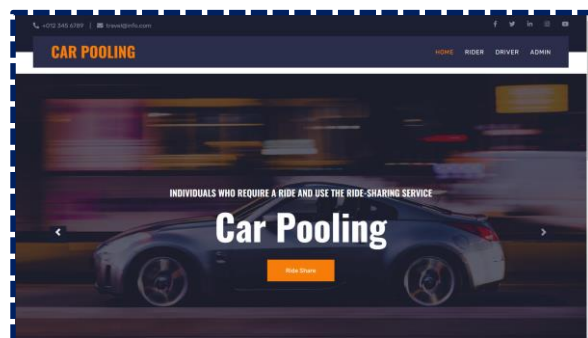 +012 345 6789 | travel@info.com
CAR POOLING
HOME RIDER DRIVER ADMIN
INDIVIDUALS WHO REQUIRE A RIDE AND USE THE RIDE-SHARING SERVICE
Car Pooling
Ride Share